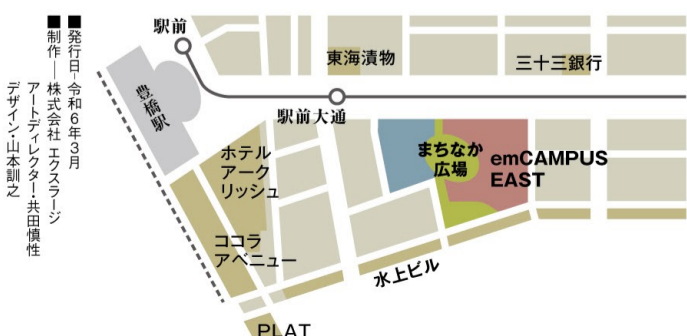 ■発行日─令和6年3月
■制作─株式会社 エクスラージ
アートディレクター・共田慎性
デザイン・山本訓之
駅前
豊橋駅
東海漬物
三十三銀行
駅前大通
ホテル
アーク
リッシュ
まちなか
広場
emCAMPUS
EAST
ココラ
アベニュー
水上ビル
PLAT